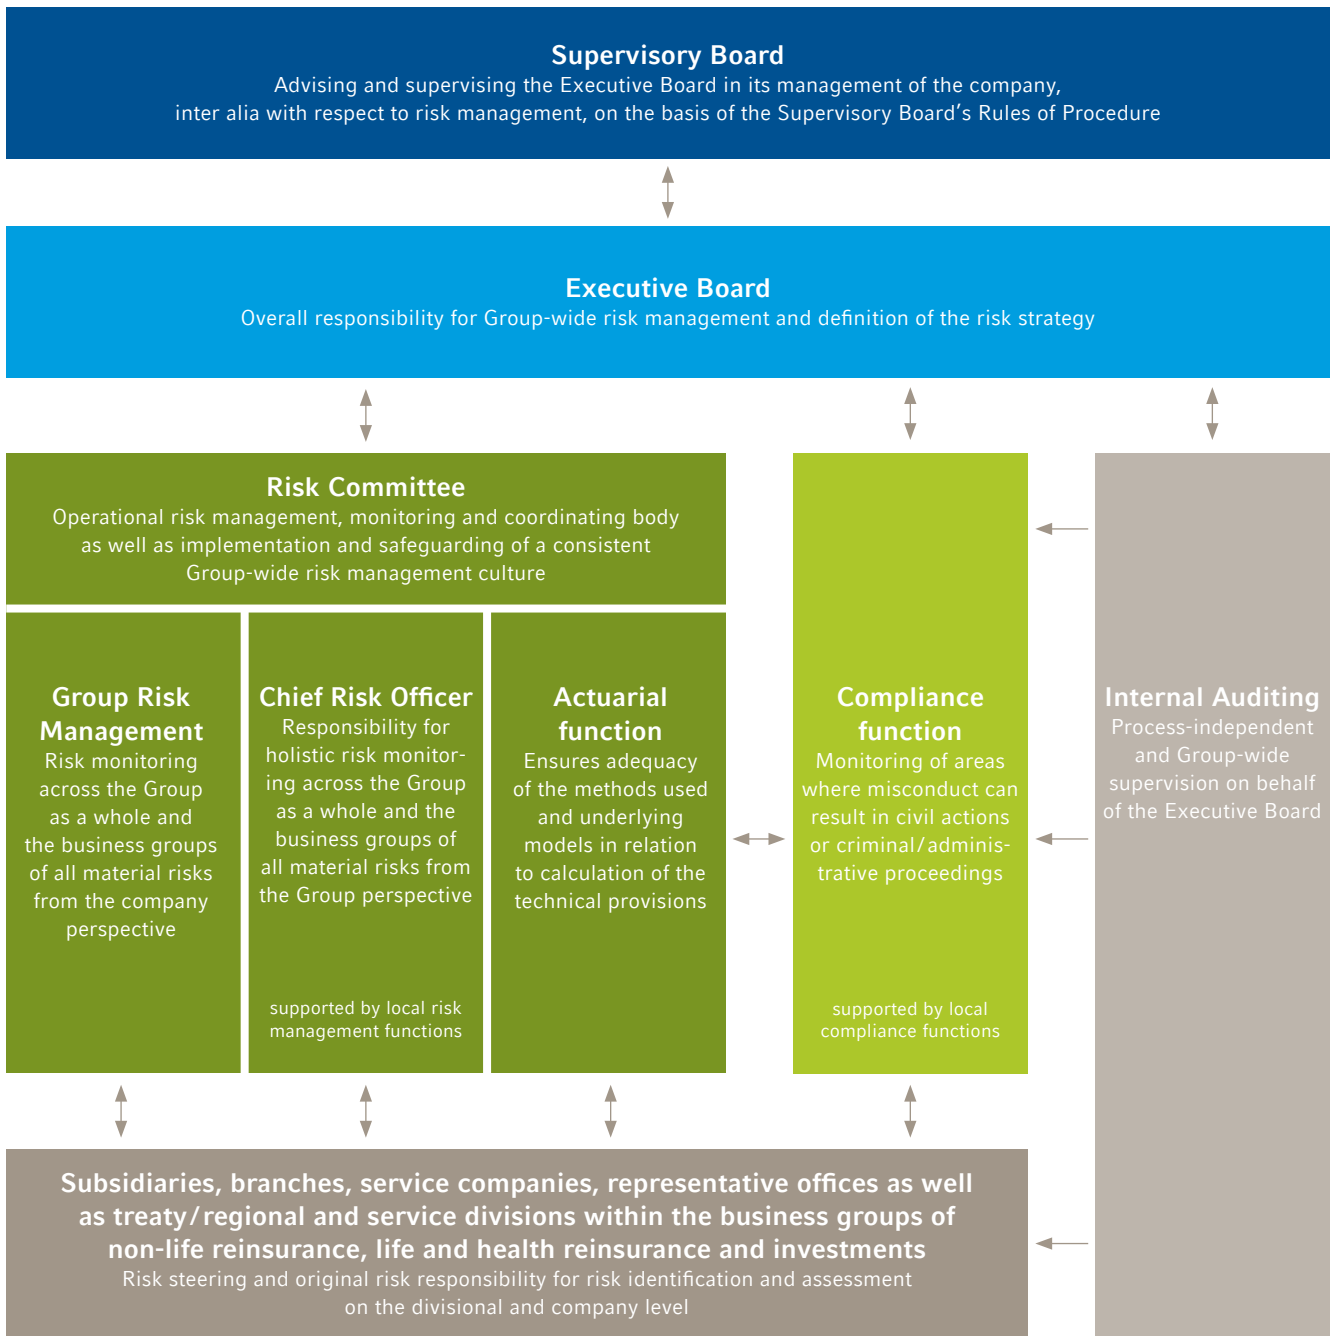 Supervisory Board
Advising and supervising the Executive Board in its management of the company,
inter alia with respect to risk management, on the basis of the Supervisory Board’s Rules of Procedure
Executive Board
Overall responsibility for Group-wide risk management and definition of the risk strategy
Risk Committee
Operational risk management, monitoring and coordinating body
as well as implementation and safeguarding of a consistent
Group-wide risk management culture
Group Risk
Management
Risk monitoring
across the Group
as a whole and
the business groups
of all material risks
from the company
perspective
Chief Risk Officer
Responsibility for
holistic risk monitor-
ing across the Group
as a whole and the
business groups of
all material risks from
the Group perspective
supported by local risk
management functions
Actuarial
function
Ensures adequacy
of the methods used
and underlying
models in relation
to calculation of the
technical provisions
Compliance
function
Monitoring of areas
where misconduct can
result in civil actions
or criminal/adminis-
trative proceedings
supported by local
compliance functions
Internal Auditing
Process-independent
and Group-wide
supervision on behalf
of the Executive Board
Subsidiaries, branches, service companies, representative offices as well
as treaty/regional and service divisions within the business groups of
non-life reinsurance, life and health reinsurance and investments
Risk steering and original risk responsibility for risk identification and assessment
on the divisional and company level